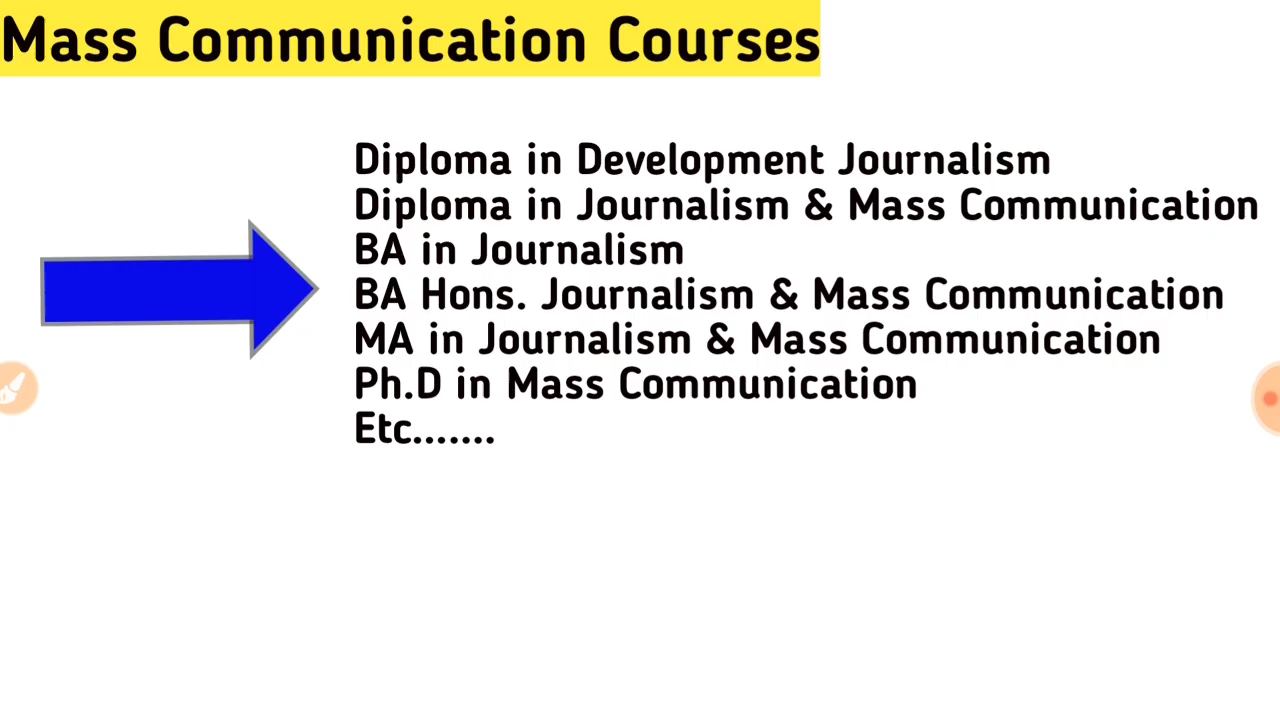 Mass Communication Courses
Diploma in Development Journalism
Diploma in Journalism & Mass Communication
BA in Journalism
BA Hons. Journalism & Mass Communication
MA in Journalism & Mass Communication
Ph.D in Mass Communication
Etc.......